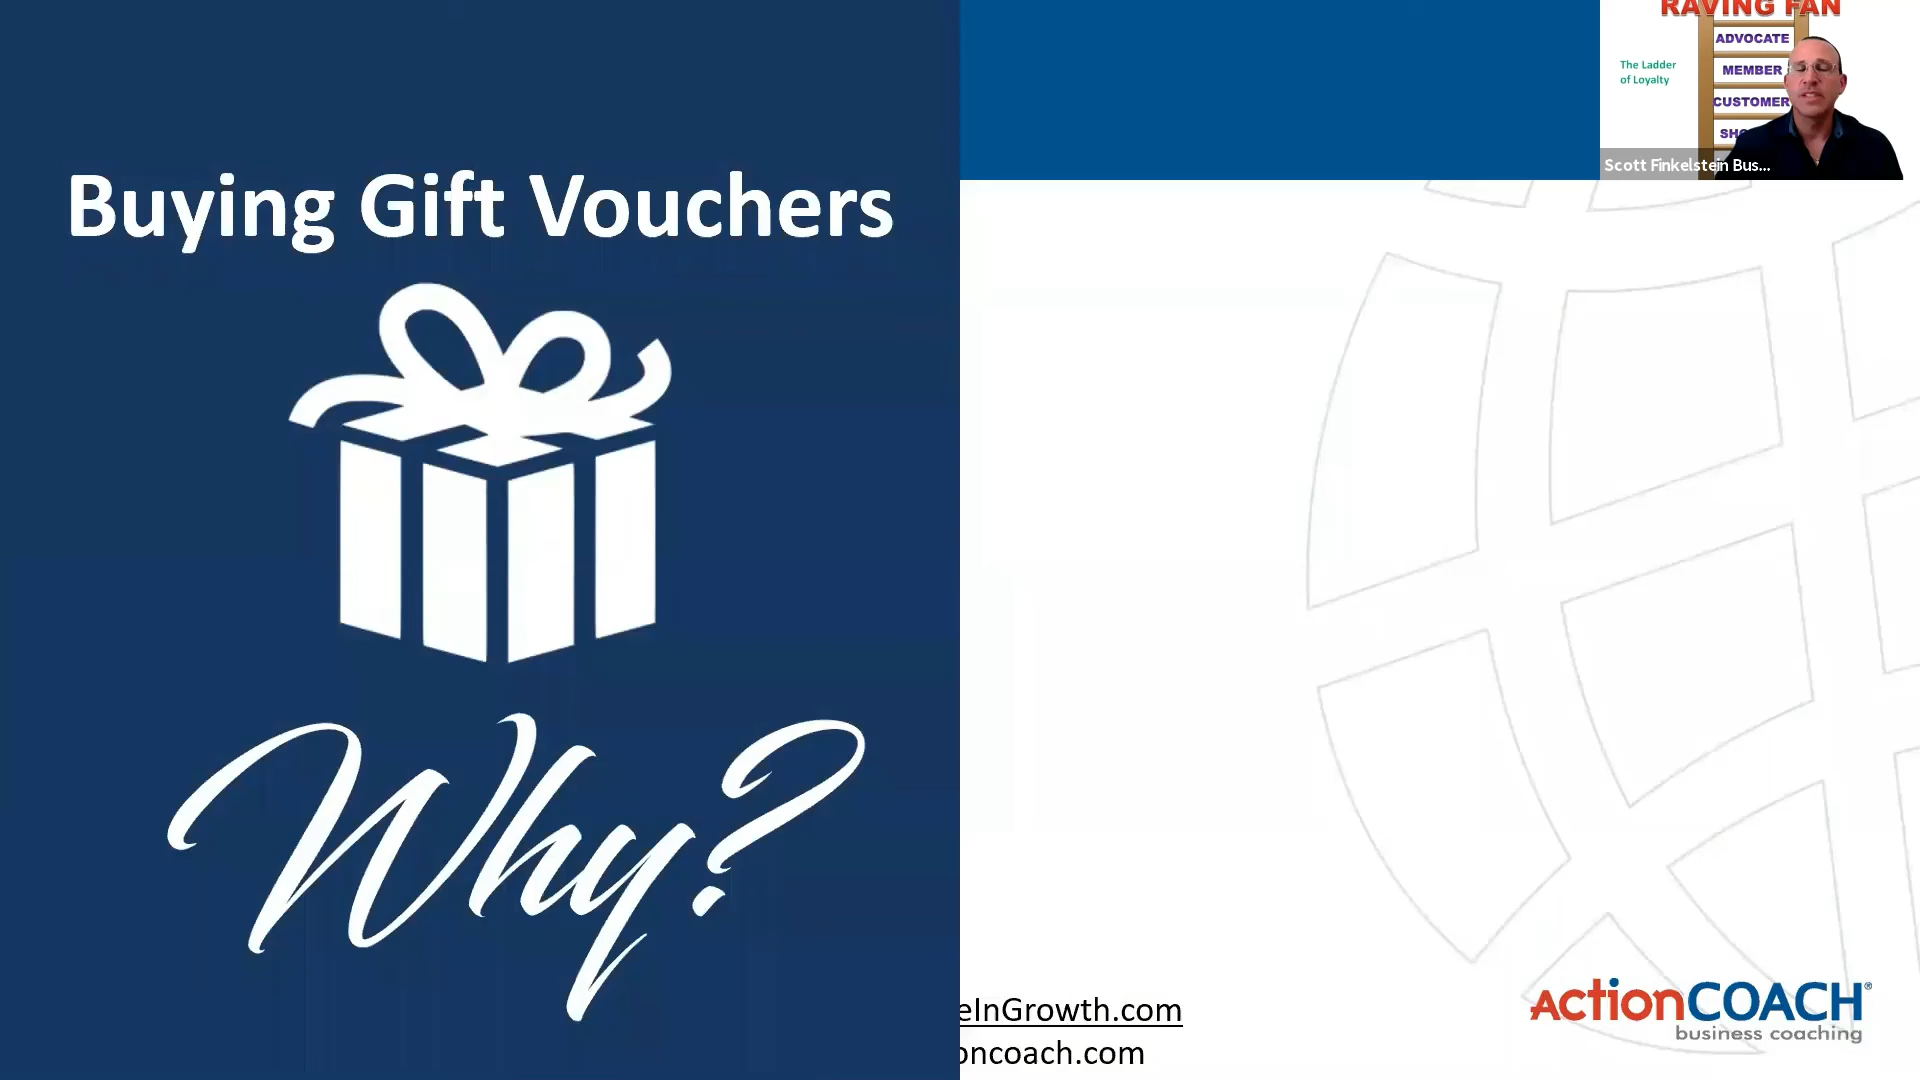 Buying Gift Vouchers
Why?
RAVING FAN
ADVOCATE
The Ladder
of Loyalty
MEMBER
CUSTOMER
Scott Finkelstein Bus...
eInGrowth.com
oncoach.com
ActionCOACH®
business coaching